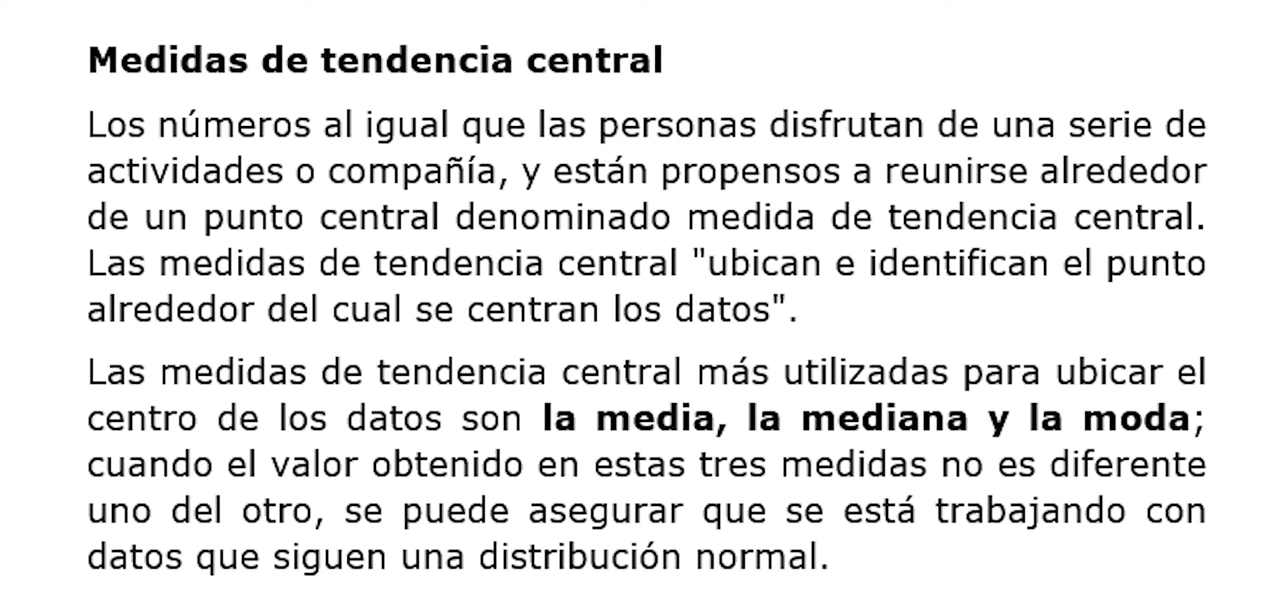 Medidas de tendencia central
Los números al igual que las personas disfrutan de una serie de
actividades o compañía, y están propensos a reunirse alrededor
de un punto central denominado medida de tendencia central.
Las medidas de tendencia central "ubican e identifican el punto
alrededor del cual se centran los datos".
Las medidas de tendencia central más utilizadas para ubicar el
centro de los datos son la media, la mediana y la moda;
cuando el valor obtenido en estas tres medidas no es diferente
uno del otro, se puede asegurar que se está trabajando con
datos que siguen una distribución normal.